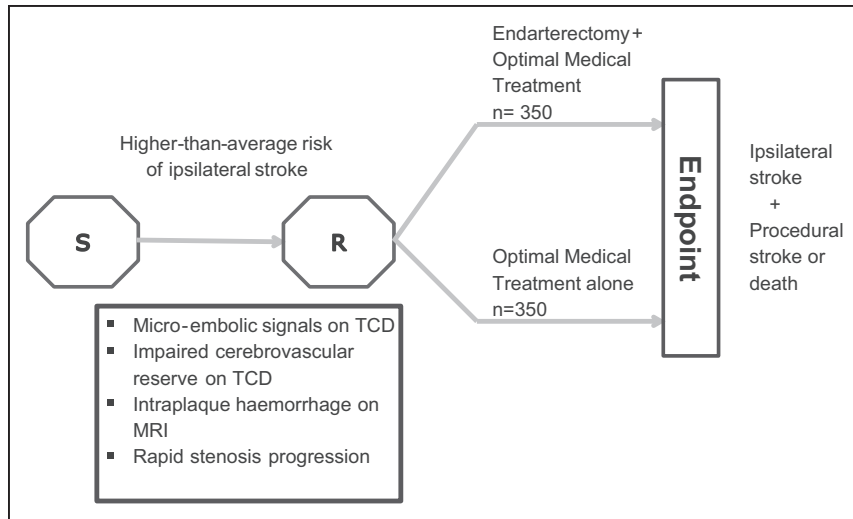 Higher-than-average risk
of ipsilateral stroke
S
R
▪ Micro-embolic signals on TCD
▪ Impaired cerebrovascular
reserve on TCD
▪ Intraplaque haemorrhage on
MRI
▪ Rapid stenosis progression
Endarterectomy+
Optimal Medical
Treatment
n= 350
Optimal Medical
Treatment alone
n=350
Endpoint
Ipsilateral
stroke
+
Procedural
stroke or
death